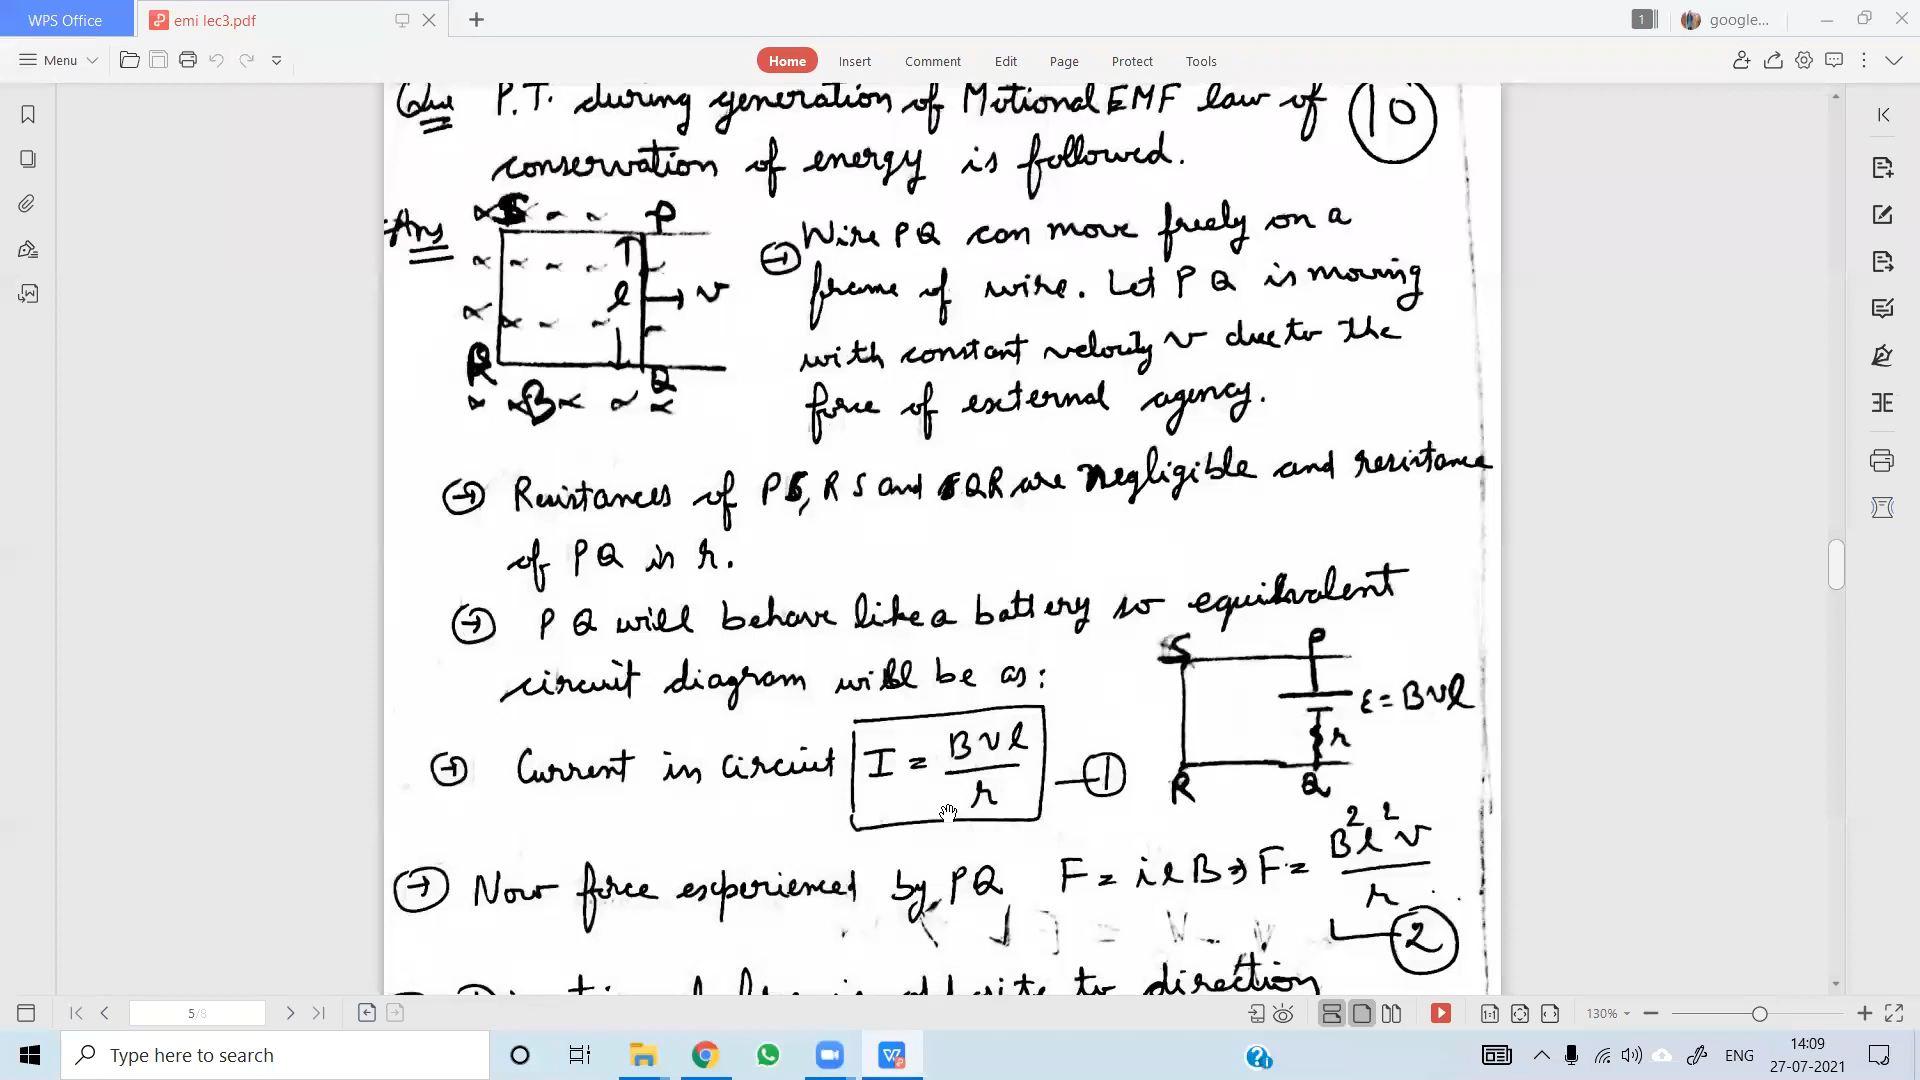 WPS Office
emi lec3.pdf
1
google...
Menu
Home Insert Comment Edit Page Protect Tools
Que P.T. during generation of Motional EMF law of 10
conservation of energy is followed.
Ans
S P
l → v
R B Q
→ Wire PQ can move freely on a
frame of wire. Let PQ is moving
with constant velocity v due to the
force of external agency.
→ Resistances of PS, RS and QR are negligible and resistance
of PQ is r.
→ PQ will behave like a battery so equivalent
circuit diagram will be as:
S P
ε = Bvl
r
R Q
→ Current in circuit I = Bvl/r — 1
→ Now force experienced by PQ F = ilB ⇒ F = B²l²v/r
2
direction
5/8
130%
Type here to search
ENG
14:09
27-07-2021